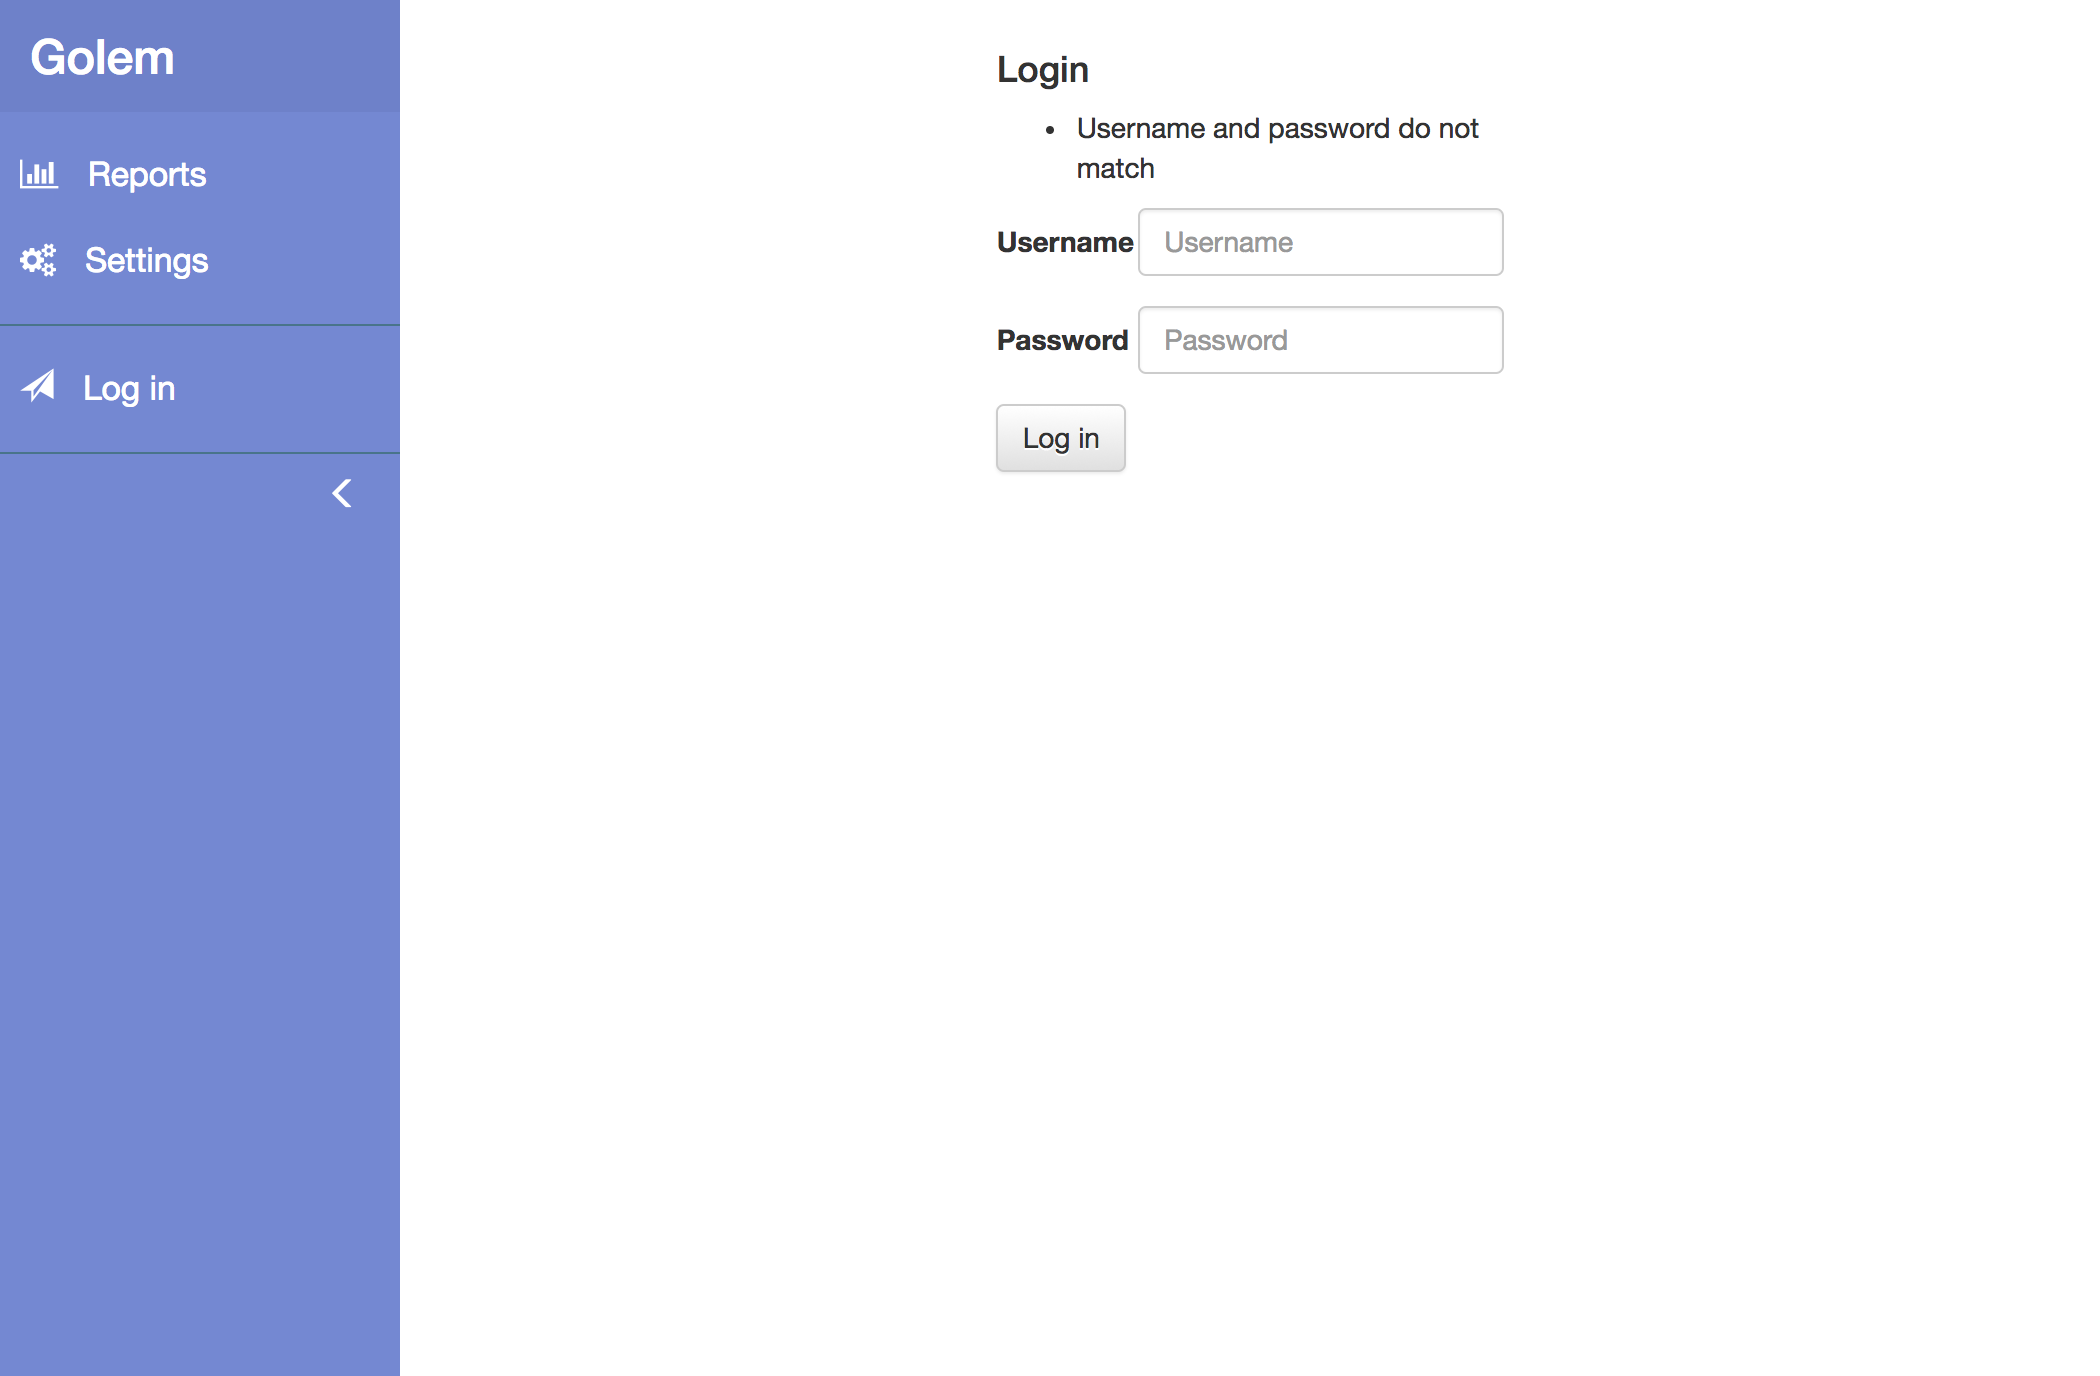 Golem
Reports
Settings
Log in
Login
Username and password do not
match
Username Username
Password Password
Log in